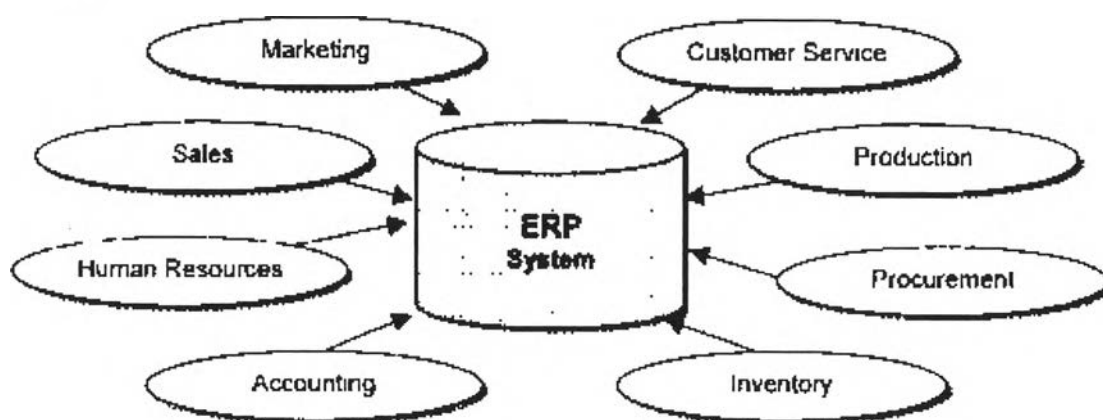 Marketing
Customer Service
Sales
Production
ERP
System
Human Resources
Procurement
Accounting
Inventory